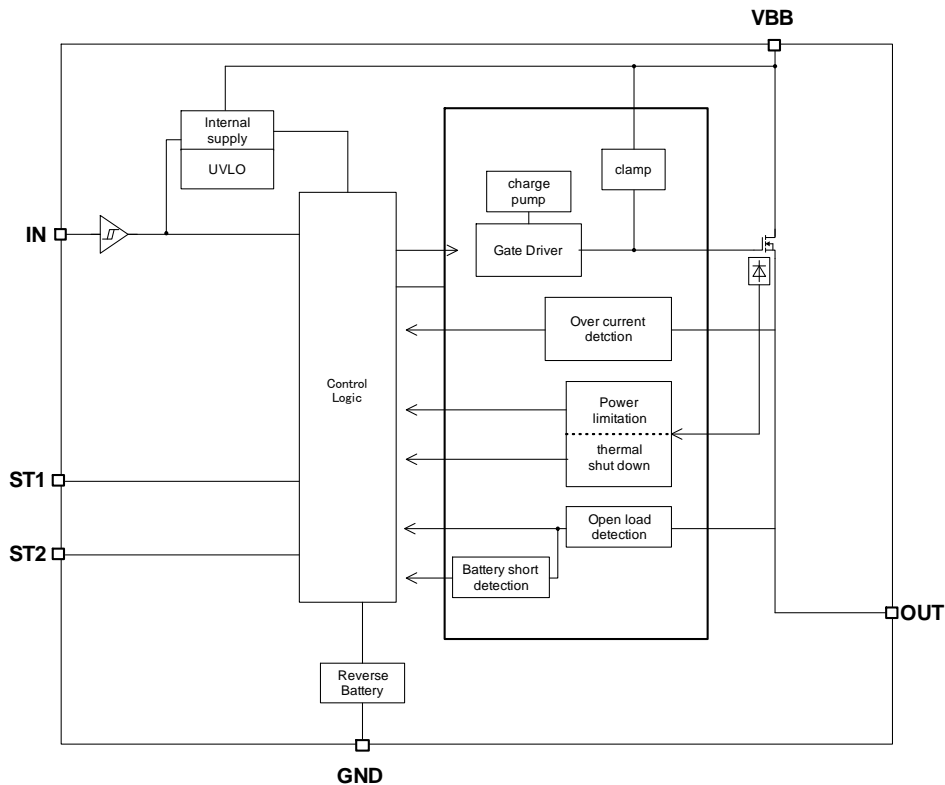 VBB
Internal
supply
UVLO
clamp
charge
pump
IN
Gate Driver
Over current
detction
Control
Logic
Power
limitation
thermal
shut down
ST1
Open load
detection
ST2
Battery short
detection
OUT
Reverse
Battery
GND